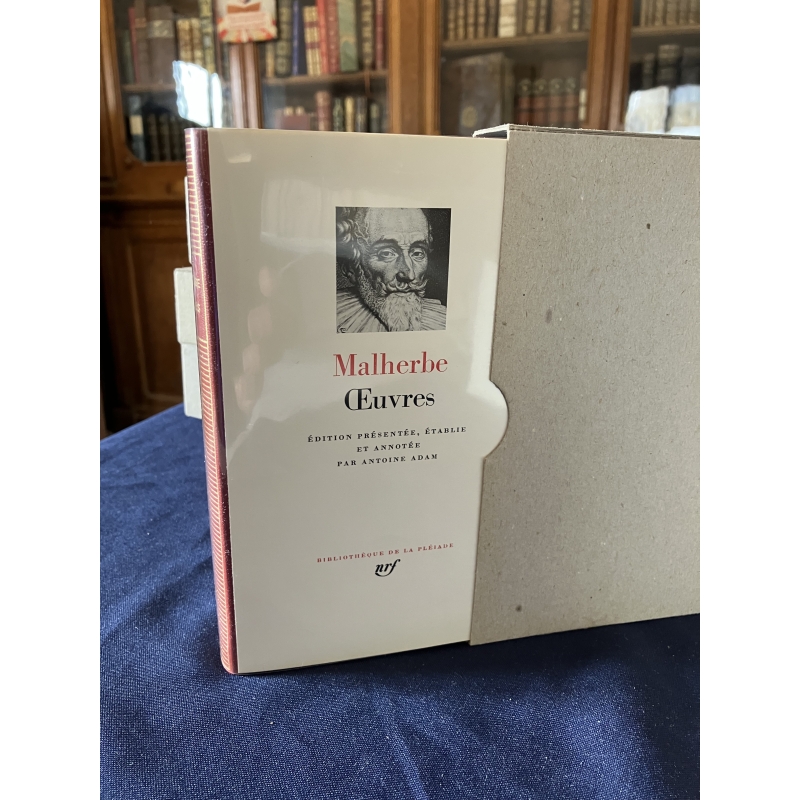 Malherbe
Œuvres
ÉDITION PRÉSENTÉE, ÉTABLIE
ET ANNOTÉE
PAR ANTOINE ADAM
BIBLIOTHÈQUE DE LA PLÉIADE
nrf